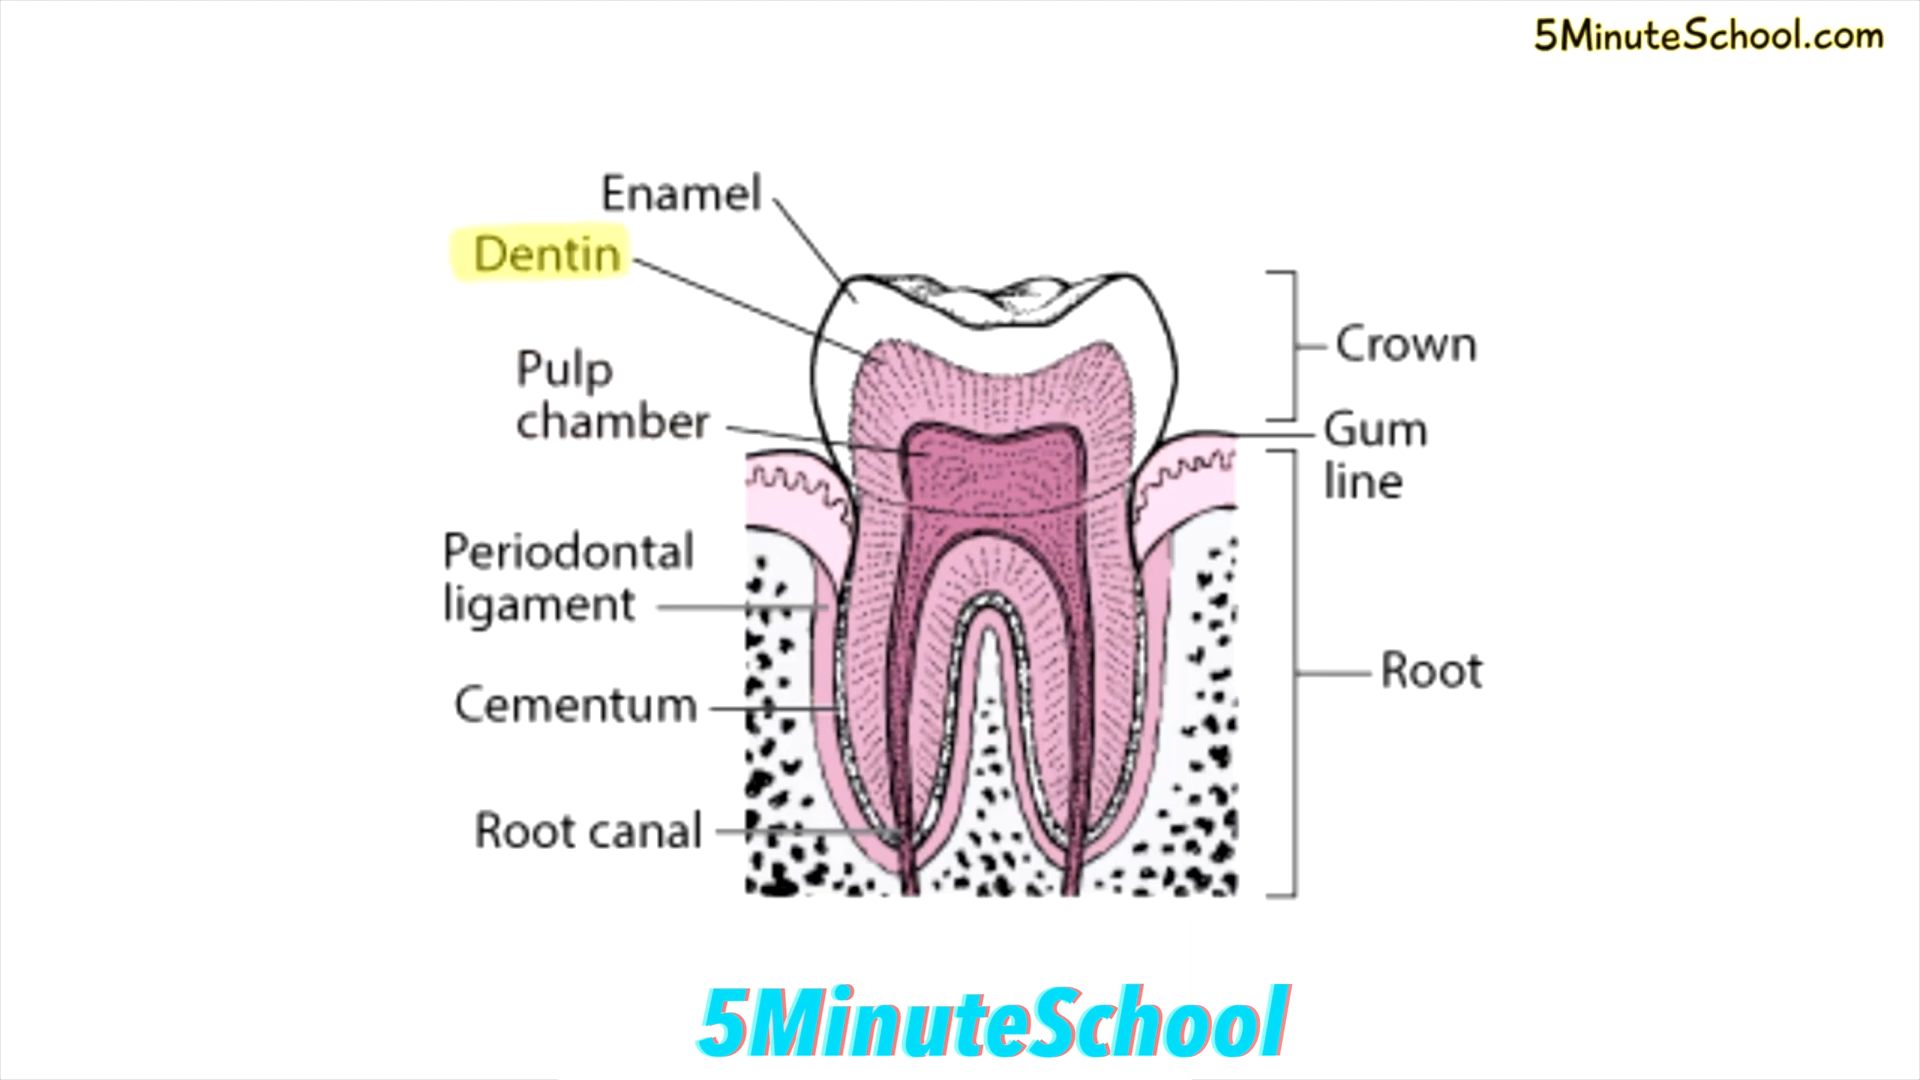 5MinuteSchool.com
Enamel
Dentin
Pulp
chamber
Crown
Gum
line
Periodontal
ligament
Cementum
Root
Root canal
5MinuteSchool